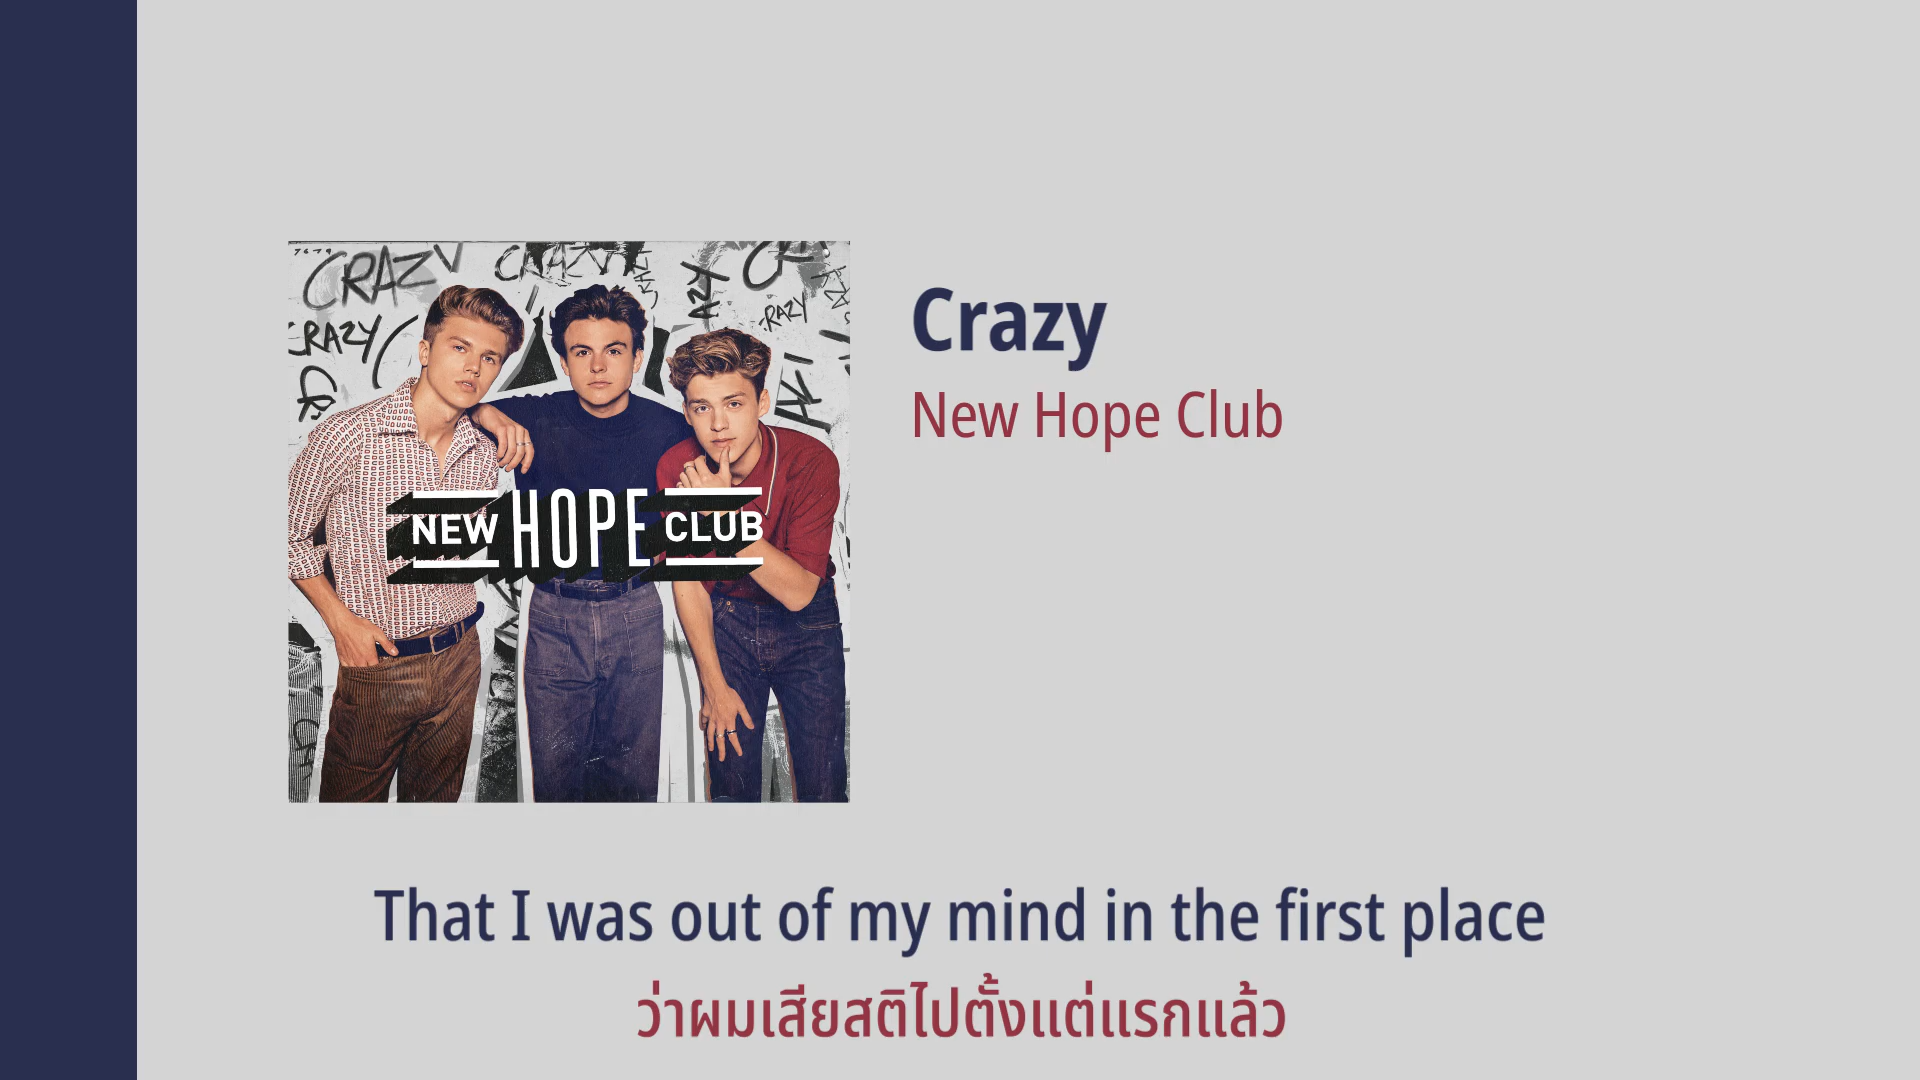 CRAZY
CRAZY
CRAZY
RAZY
Crazy
New Hope Club
NEW HOPE CLUB
That I was out of my mind in the first place
ว่าผมเสียสติไปตั้งแต่แรกแล้ว